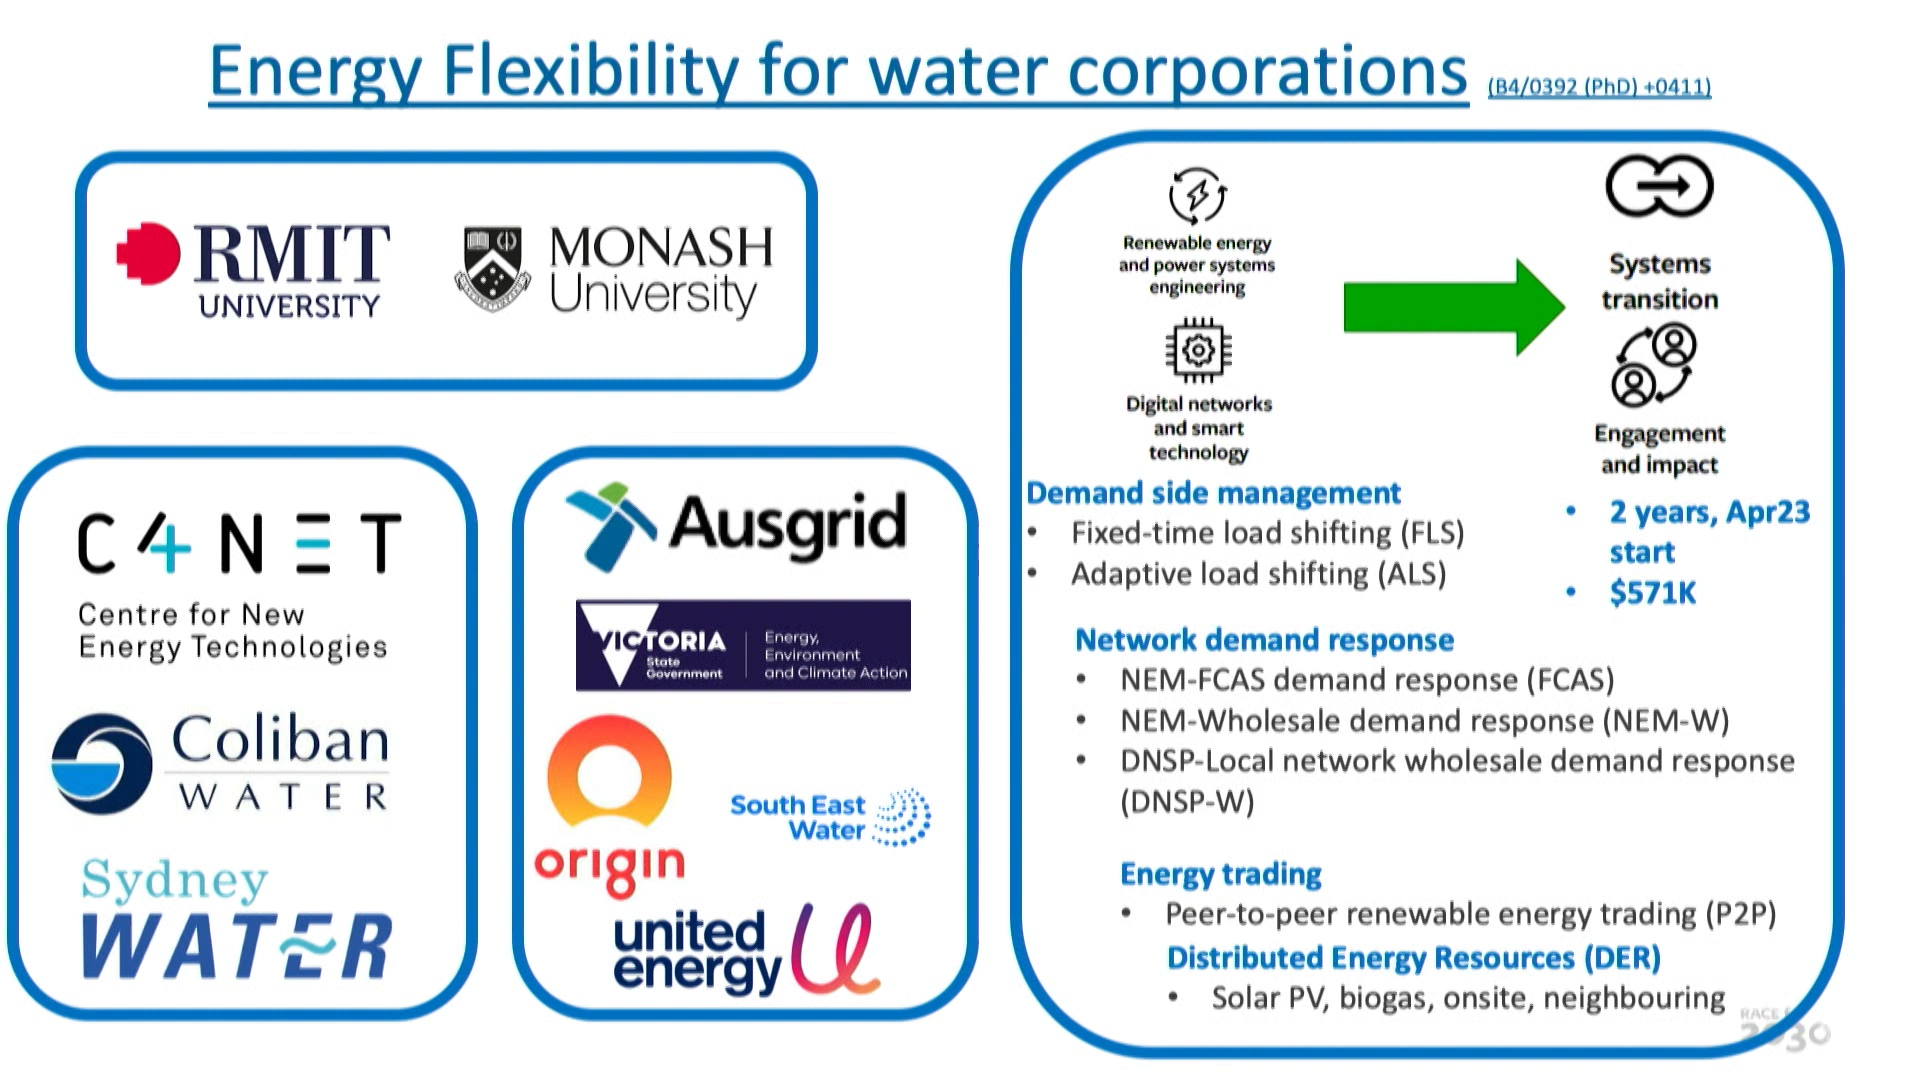 Energy Flexibility for water corporations (B4/0392 (PhD) +0411)
RMIT
UNIVERSITY
MONASH
University
C4NET
Centre for New
Energy Technologies
Coliban
WATER
Sydney
WATER
Ausgrid
VICTORIA
State
Government
Energy,
Environment
and Climate Action
origin
South East
Water
united
energy
Renewable energy
and power systems
engineering
Digital networks
and smart
technology
Systems
transition
Engagement
and impact
Demand side management
• Fixed-time load shifting (FLS)
• Adaptive load shifting (ALS)
• 2 years, Apr23
start
• $571K
Network demand response
• NEM-FCAS demand response (FCAS)
• NEM-Wholesale demand response (NEM-W)
• DNSP-Local network wholesale demand response
(DNSP-W)
Energy trading
• Peer-to-peer renewable energy trading (P2P)
Distributed Energy Resources (DER)
• Solar PV, biogas, onsite, neighbouring
RACE
2030